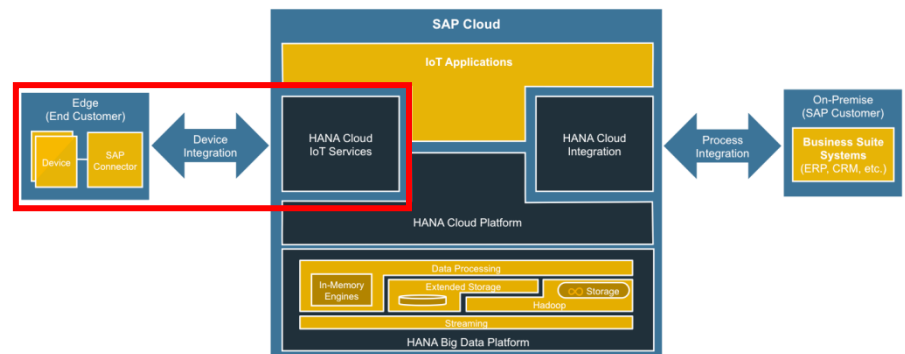 SAP Cloud
IoT Applications
Edge
(End Customer)
Device
SAP
Connector
Device
Integration
HANA Cloud
IoT Services
HANA Cloud
Integration
Process
Integration
On-Premise
(SAP Customer)
Business Suite
Systems
(ERP, CRM, etc.)
HANA Cloud Platform
Data Processing
In-Memory
Engines
Extended Storage
Storage
Hadoop
Streaming
HANA Big Data Platform